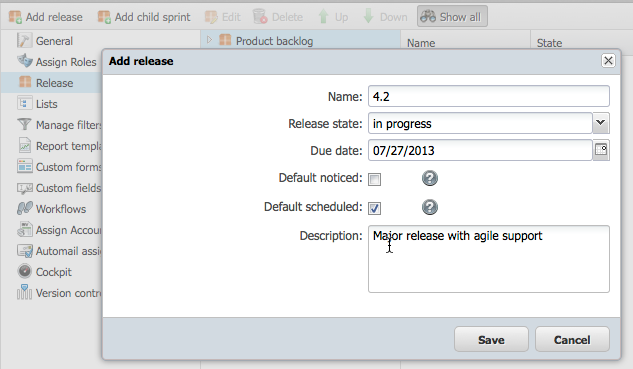 Add release Add child sprint Edit Delete Up Down Show all
General
Product backlog Name State
Assign Roles
Add release
Release
Name: 4.2
Lists
Release state: in progress
Manage filters
Due date: 07/27/2013
Report templa
Custom forms
Default noticed:
Custom fields
Default scheduled:
Workflows
Assign Accou
Description: Major release with agile support
Automail assi
Cockpit
Version contr
Save Cancel